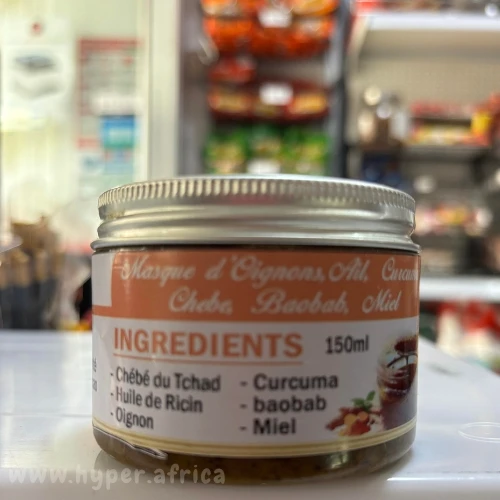 Masque d'Oignons, Ail, Curcum
Chebe, Baobab, Miel
INGREDIENTS 150ml
- Chébé du Tchad - Curcuma
- Huile de Ricin - baobab
- Oignon - Miel
www.hyper.africa